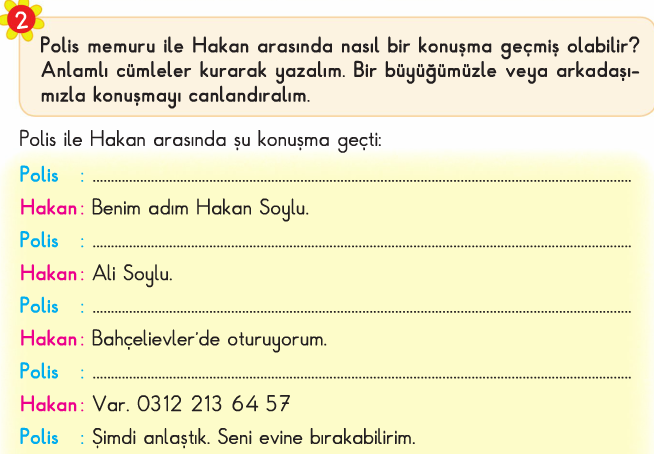 2
Polis memuru ile Hakan arasında nasıl bir konuşma geçmiş olabilir?
Anlamlı cümleler kurarak yazalım. Bir büyüğümüzle veya arkadaşı-
mızla konuşmayı canlandıralım.
Polis ile Hakan arasında şu konuşma geçti:
Polis : ..........................................................................................
Hakan : Benim adım Hakan Soylu.
Polis : ..........................................................................................
Hakan : Ali Soylu.
Polis : ..........................................................................................
Hakan : Bahçelievler'de oturuyorum.
Polis : ..........................................................................................
Hakan : Var. 0312 213 64 57
Polis : Şimdi anlaştık. Seni evine bırakabilirim.